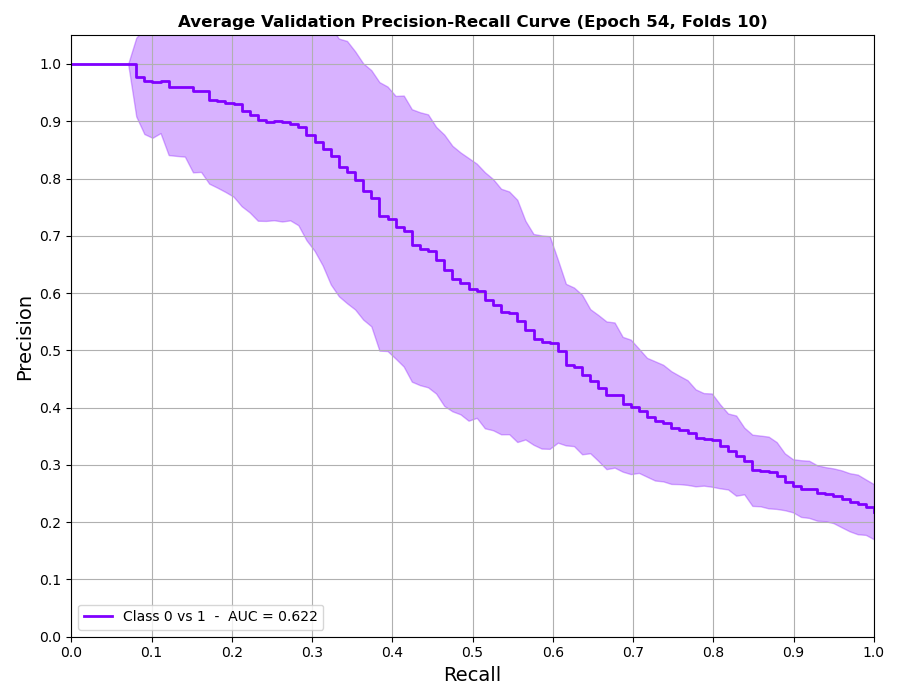 Average Validation Precision-Recall Curve (Epoch 54, Folds 10)
Precision
1.0
0.9
0.8
0.7
0.6
0.5
0.4
0.3
0.2
0.1
0.0
Class 0 vs 1 - AUC = 0.622
0.0 0.1 0.2 0.3 0.4 0.5 0.6 0.7 0.8 0.9 1.0
Recall